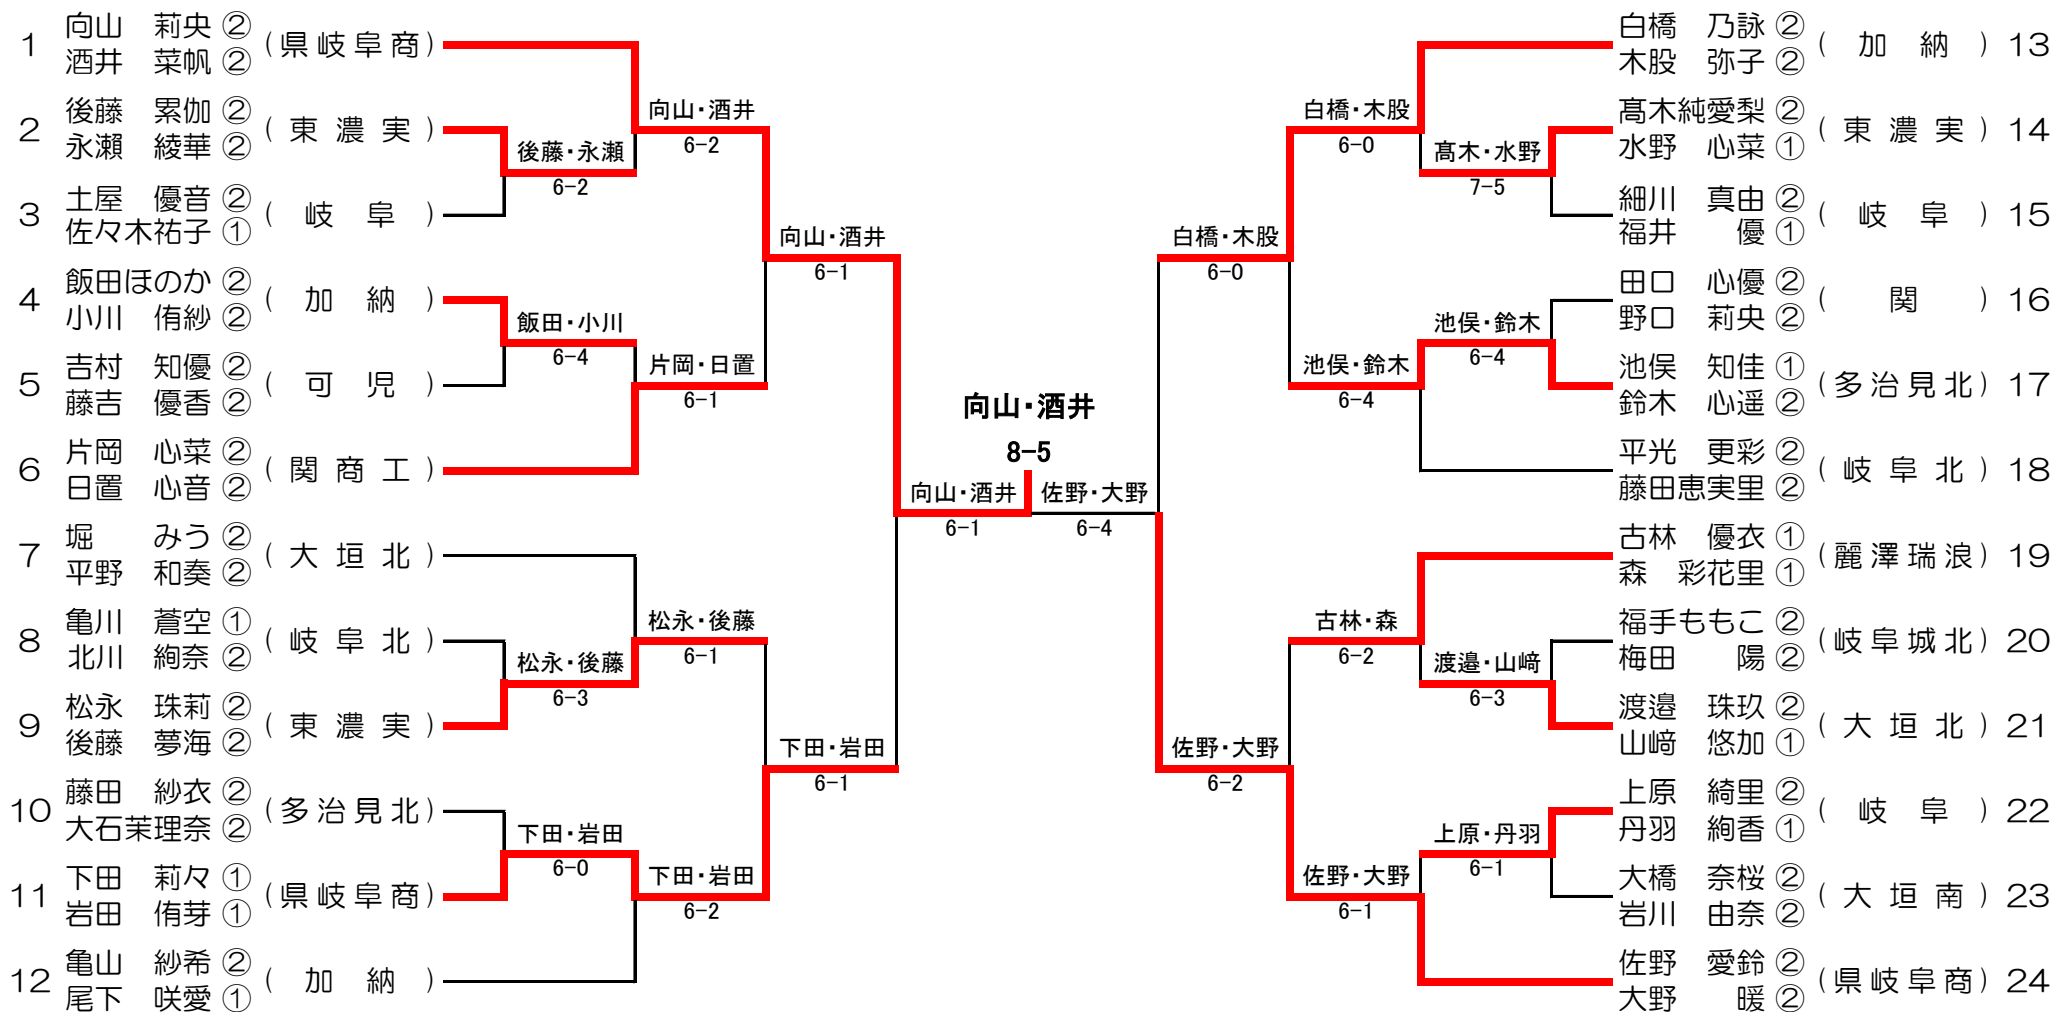 1 向山　莉央 ② (県岐阜商)
酒井　菜帆 ②
2 後藤　累伽 ② (東濃実)
永瀬　綾華 ②
3 土屋　優音 ② (岐阜)
佐々木祐子 ①
4 飯田ほのか ② (加納)
小川　侑紗 ②
5 吉村　知優 ② (可児)
藤吉　優香 ②
6 片岡　心菜 ② (関商工)
日置　心音 ②
7 堀　みう ② (大垣北)
平野　和奏 ②
8 亀川　蒼空 ① (岐阜北)
北川　絢奈 ②
9 松永　珠莉 ② (東濃実)
後藤　夢海 ②
10 藤田　紗衣 ② (多治見北)
大石茉理奈 ②
11 下田　莉々 ① (県岐阜商)
岩田　侑芽 ①
12 亀山　紗希 ② (加納)
尾下　咲愛 ①
後藤・永瀬
6-2
飯田・小川
6-4
松永・後藤
6-3
下田・岩田
6-0
向山・酒井
6-2
片岡・日置
6-1
松永・後藤
6-1
下田・岩田
6-2
向山・酒井
6-1
下田・岩田
6-1
向山・酒井
6-1
向山・酒井
8-5
佐野・大野
6-4
白橋・木股
6-0
佐野・大野
6-2
白橋・木股
6-0
池俣・鈴木
6-4
古林・森
6-2
佐野・大野
6-1
髙木・水野
7-5
池俣・鈴木
6-4
渡邉・山﨑
6-3
上原・丹羽
6-1
白橋　乃詠 ② (加納) 13
木股　弥子 ②
髙木純愛梨 ② (東濃実) 14
水野　心菜 ①
細川　真由 ② (岐阜) 15
福井　優 ①
田口　心優 ② (関) 16
野口　莉央 ②
池俣　知佳 ① (多治見北) 17
鈴木　心遥 ②
平光　更彩 ② (岐阜北) 18
藤田恵実里 ②
古林　優衣 ① (麗澤瑞浪) 19
森　彩花里 ①
福手ももこ ② (岐阜城北) 20
梅田　陽 ②
渡邉　珠玖 ② (大垣北) 21
山﨑　悠加 ①
上原　綺里 ② (岐阜) 22
丹羽　絢香 ①
大橋　奈桜 ② (大垣南) 23
岩川　由奈 ②
佐野　愛鈴 ② (県岐阜商) 24
大野　暖 ②